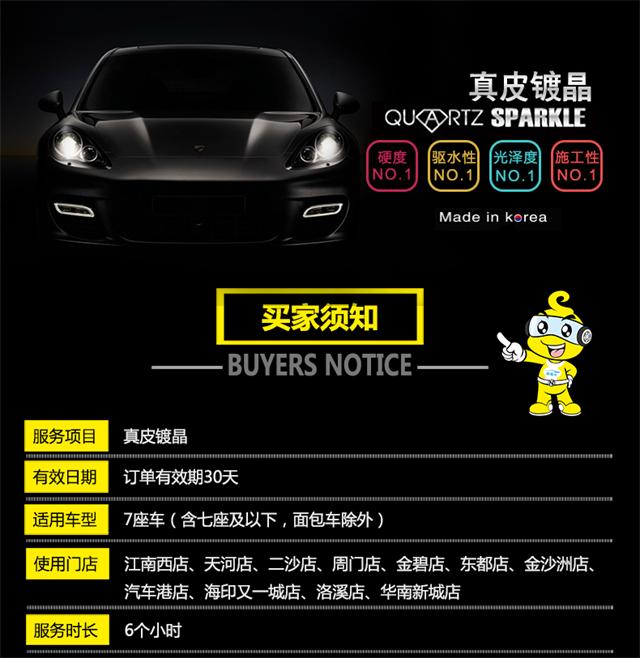 真皮镀晶
QUARTZ SPARKLE
硬度 NO.1
驱水性 NO.1
光泽度 NO.1
施工性 NO.1
Made in korea
买家须知
BUYERS NOTICE
服务项目 真皮镀晶
有效日期 订单有效期30天
适用车型 7座车（含七座及以下，面包车除外）
使用门店 江南西店、天河店、二沙店、周门店、金碧店、东都店、金沙洲店、
汽车港店、海印又一城店、洛溪店、华南新城店
服务时长 6个小时